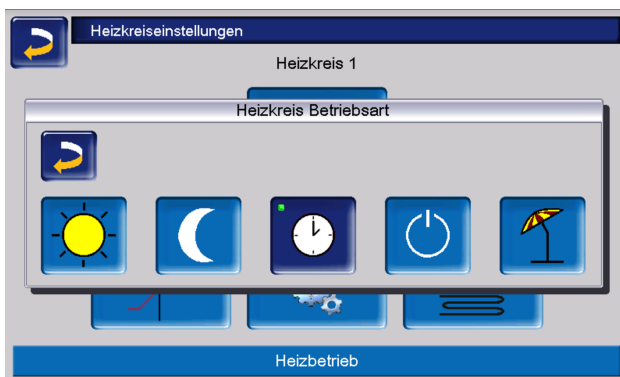 Heizkreiseinstellungen
Heizkreis 1
Heizkreis Betriebsart
Heizbetrieb